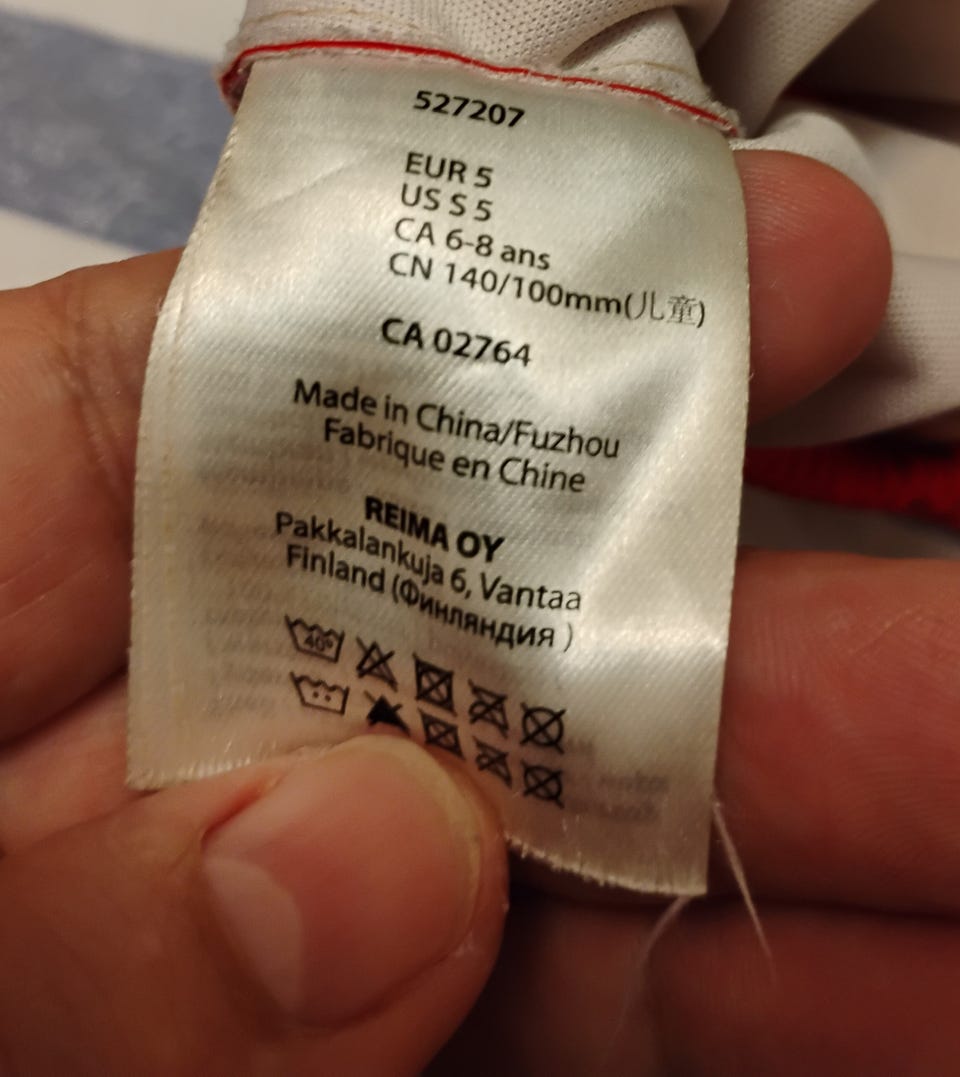 527207
EUR 5
US S 5
CA 6-8 ans
CN 140/100mm(儿童)
CA 02764
Made in China/Fuzhou
Fabrique en Chine
REIMA OY
Pakkalankuja 6, Vantaa
Finland (Финляндия )
40°